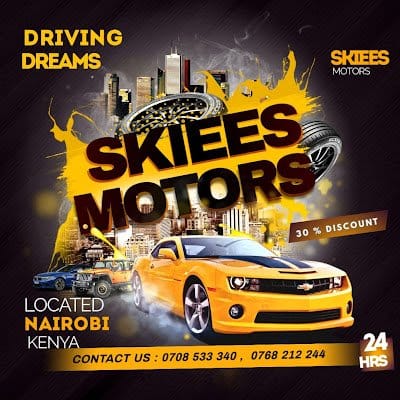 DRIVING
DREAMS
SKIEES
MOTORS
SKIEES
MOTORS
30 % DISCOUNT
LOCATED
NAIROBI
KENYA
CONTACT US : 0708 533 340 , 0768 212 244
24
HRS